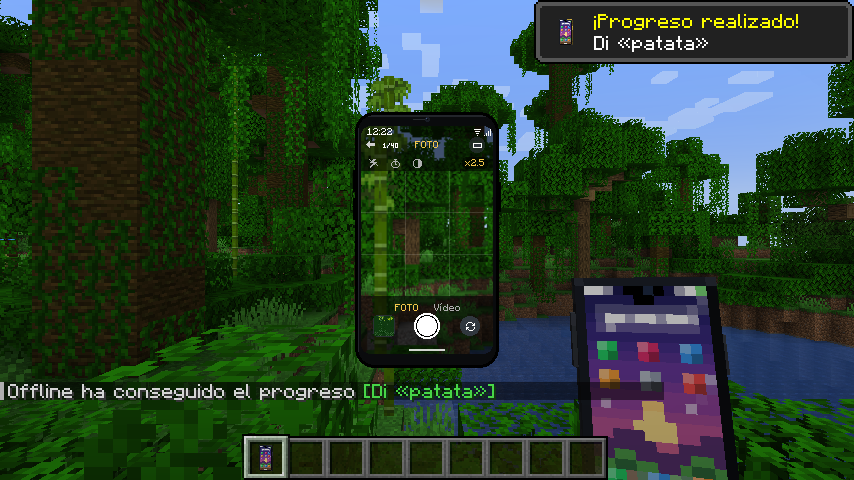 ¡Progreso realizado!
Di «patata»
12:22
1/40 FOTO
x2.5
FOTO Vídeo
Offline ha conseguido el progreso [Di «patata»]